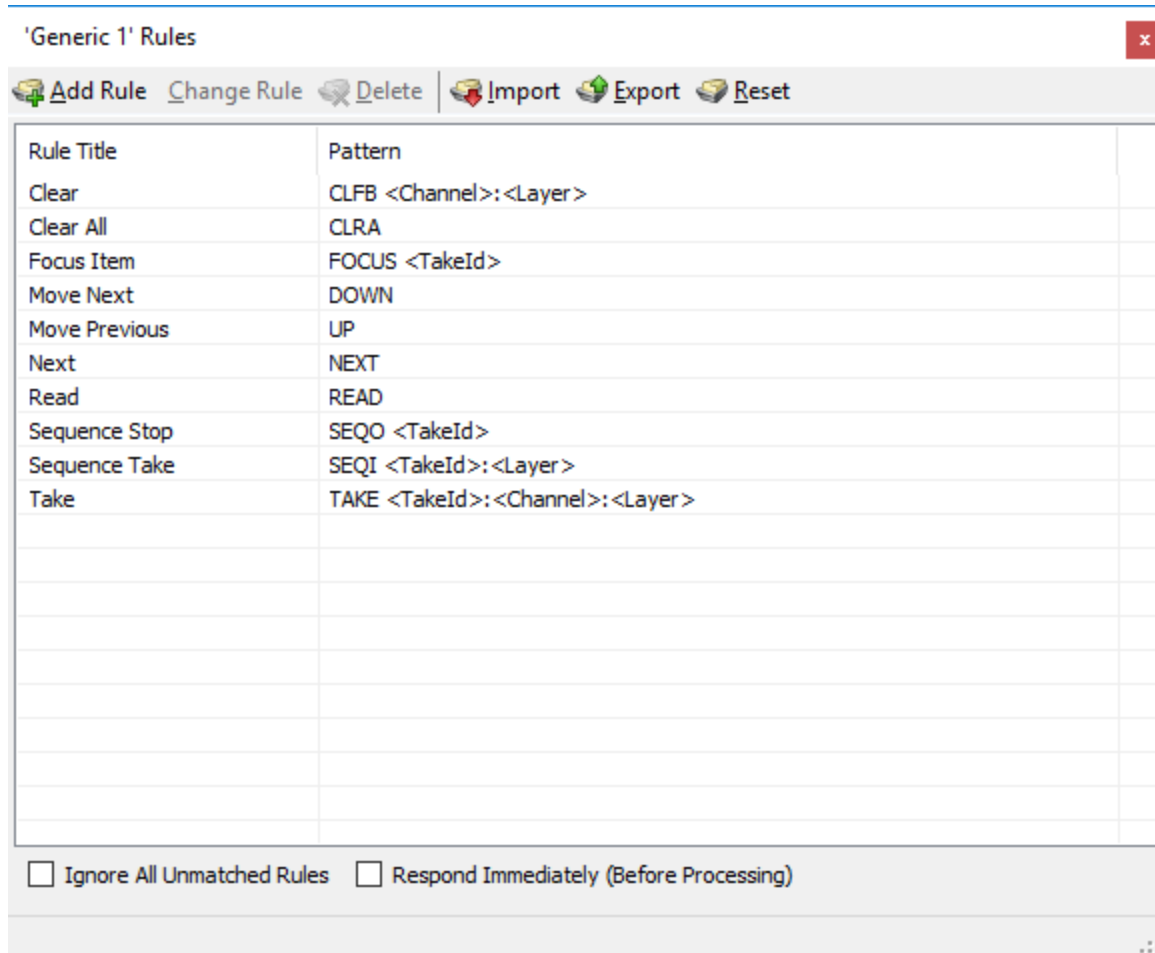 'Generic 1' Rules
x
Add Rule Change Rule Delete Import Export Reset
Rule Title Pattern
Clear CLFB <Channel>:<Layer>
Clear All CLRA
Focus Item FOCUS <TakeId>
Move Next DOWN
Move Previous UP
Next NEXT
Read READ
Sequence Stop SEQO <TakeId>
Sequence Take SEQI <TakeId>:<Layer>
Take TAKE <TakeId>:<Channel>:<Layer>
Ignore All Unmatched Rules Respond Immediately (Before Processing)